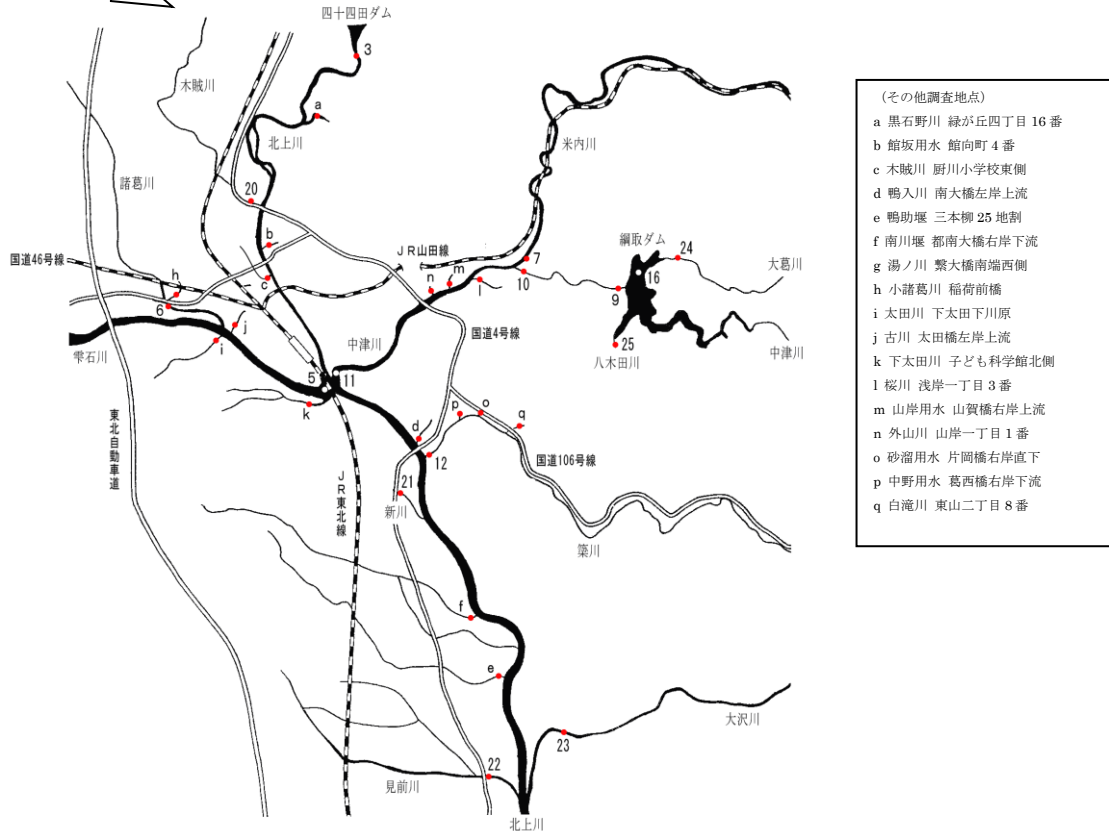 四十四田ダム
3
木賊川
a
北上川
米内川
諸葛川
20
綱取ダム
JR山田線
24
国道46号線
b
7
大葛川
h
c
n
m
l
10
16
9
6
j
中津川
国道4号線
雫石川
i
25
中津川
八木田川
5
11
k
p
o
q
東北自動車道
d
12
国道106号線
JR東北線
21
新川
簗川
f
e
大沢川
23
22
見前川
北上川
(その他調査地点)
a 黒石野川 緑が丘四丁目 16 番
b 館坂用水 館向町 4 番
c 木賊川 厨川小学校東側
d 鴨入川 南大橋左岸上流
e 鴨助堰 三本柳 25 地割
f 南川堰 都南大橋右岸下流
g 湯ノ川 繋大橋南端西側
h 小諸葛川 稲荷前橋
i 太田川 下太田下川原
j 古川 太田橋左岸上流
k 下太田川 子ども科学館北側
l 桜川 浅岸一丁目 3 番
m 山岸用水 山賀橋右岸上流
n 外山川 山岸一丁目 1 番
o 砂溜用水 片岡橋右岸直下
p 中野用水 葛西橋右岸下流
q 白滝川 東山二丁目 8 番